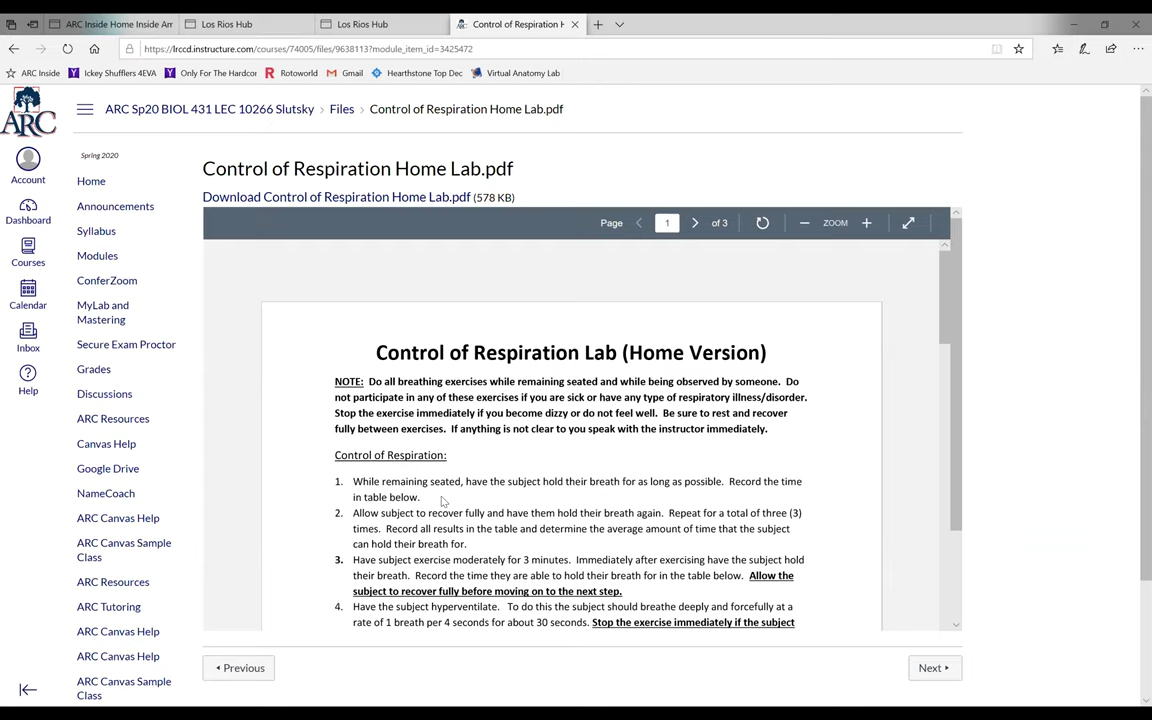 ARC Inside Home Inside Am
Los Rios Hub
Los Rios Hub
Control of Respiration H
https://lrccd.instructure.com/courses/74005/files/9638113?module_item_id=3425472
ARC Inside
Ickey Shufflers 4EVA
Only For The Hardcor
Rotoworld
Gmail
Hearthstone Top Dec
Virtual Anatomy Lab
ARC
ARC Sp20 BIOL 431 LEC 10266 Slutsky › Files › Control of Respiration Home Lab.pdf
Account
Dashboard
Courses
Calendar
Inbox
Help
Spring 2020
Home
Announcements
Syllabus
Modules
ConferZoom
MyLab and
Mastering
Secure Exam Proctor
Grades
Discussions
ARC Resources
Canvas Help
Google Drive
NameCoach
ARC Canvas Help
ARC Canvas Sample
Class
ARC Resources
ARC Tutoring
ARC Canvas Help
ARC Canvas Help
ARC Canvas Sample
Class
Control of Respiration Home Lab.pdf
Download Control of Respiration Home Lab.pdf (578 KB)
Page 1 of 3 ZOOM
Control of Respiration Lab (Home Version)
NOTE: Do all breathing exercises while remaining seated and while being observed by someone. Do
not participate in any of these exercises if you are sick or have any type of respiratory illness/disorder.
Stop the exercise immediately if you become dizzy or do not feel well. Be sure to rest and recover
fully between exercises. If anything is not clear to you speak with the instructor immediately.
Control of Respiration:
1. While remaining seated, have the subject hold their breath for as long as possible. Record the time
in table below.
2. Allow subject to recover fully and have them hold their breath again. Repeat for a total of three (3)
times. Record all results in the table and determine the average amount of time that the subject
can hold their breath for.
3. Have subject exercise moderately for 3 minutes. Immediately after exercising have the subject hold
their breath. Record the time they are able to hold their breath for in the table below. Allow the
subject to recover fully before moving on to the next step.
4. Have the subject hyperventilate. To do this the subject should breathe deeply and forcefully at a
rate of 1 breath per 4 seconds for about 30 seconds. Stop the exercise immediately if the subject
Previous
Next